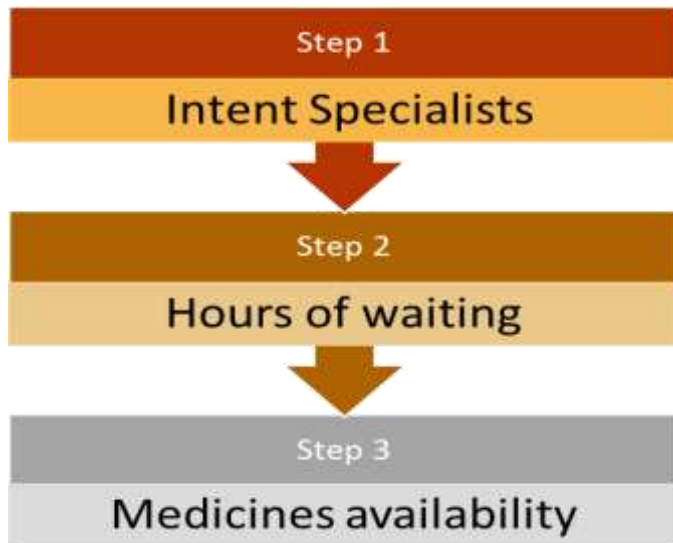 Step 1
Intent Specialists
Step 2
Hours of waiting
Step 3
Medicines availability